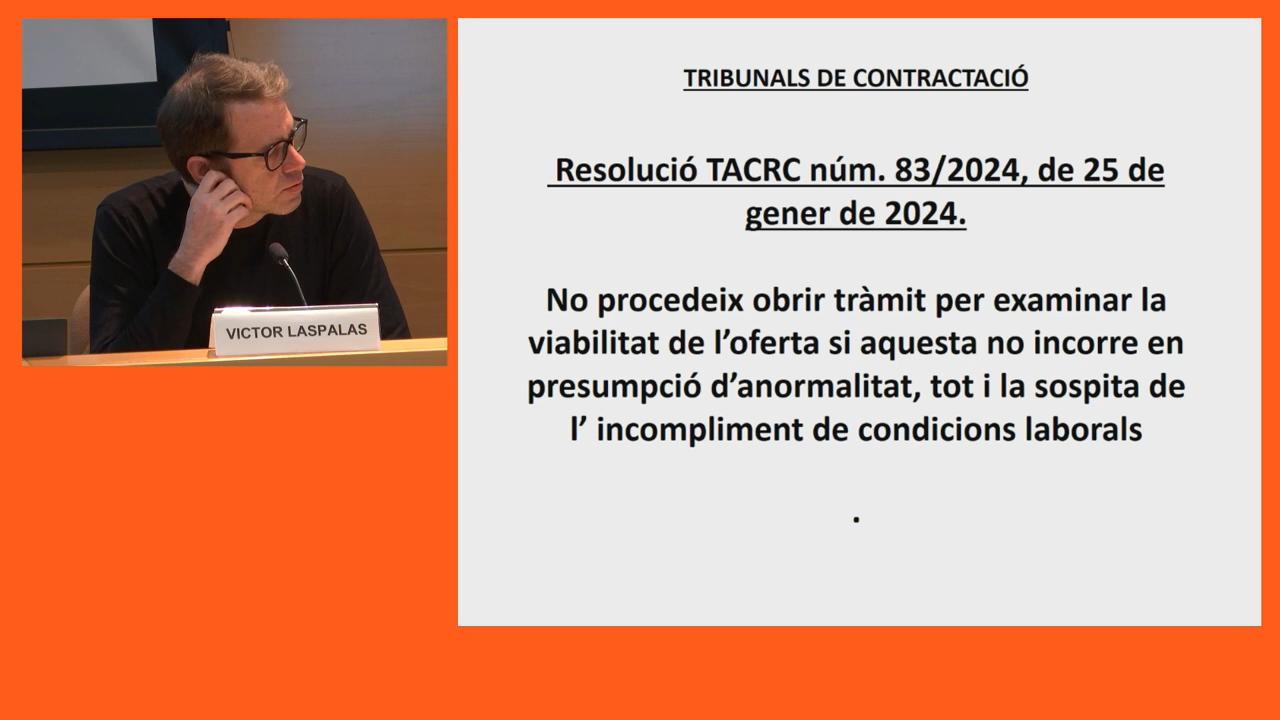 VICTOR LASPALAS
TRIBUNALS DE CONTRACTACIÓ
Resolució TACRC núm. 83/2024, de 25 de
gener de 2024.
No procedeix obrir tràmit per examinar la
viabilitat de l’oferta si aquesta no incorre en
presumpció d’anormalitat, tot i la sospita de
l’ incompliment de condicions laborals
.